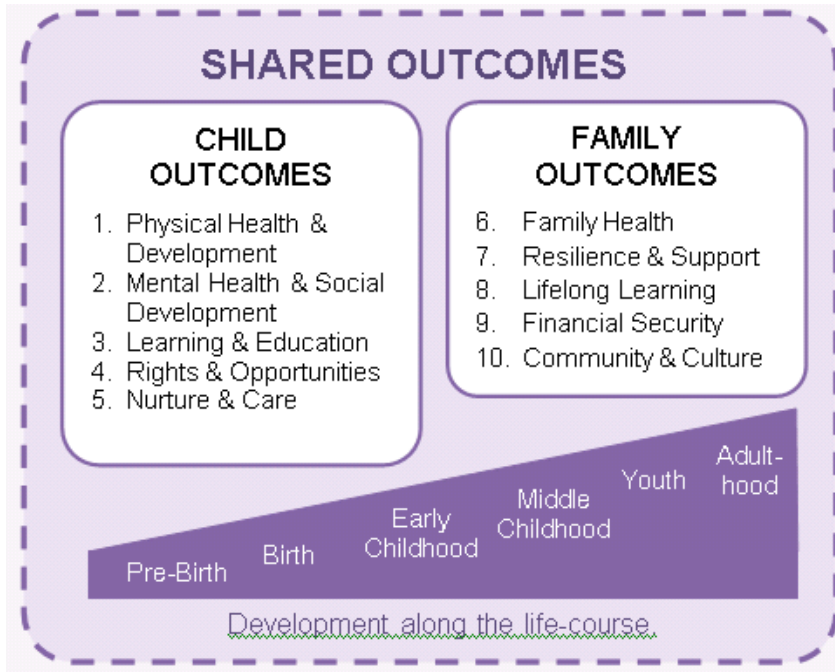 SHARED OUTCOMES
CHILD
OUTCOMES
1. Physical Health &
Development
2. Mental Health & Social
Development
3. Learning & Education
4. Rights & Opportunities
5. Nurture & Care
FAMILY
OUTCOMES
6. Family Health
7. Resilience & Support
8. Lifelong Learning
9. Financial Security
10. Community & Culture
Pre-Birth
Birth
Early
Childhood
Middle
Childhood
Youth
Adult-
hood
Development along the life-course.